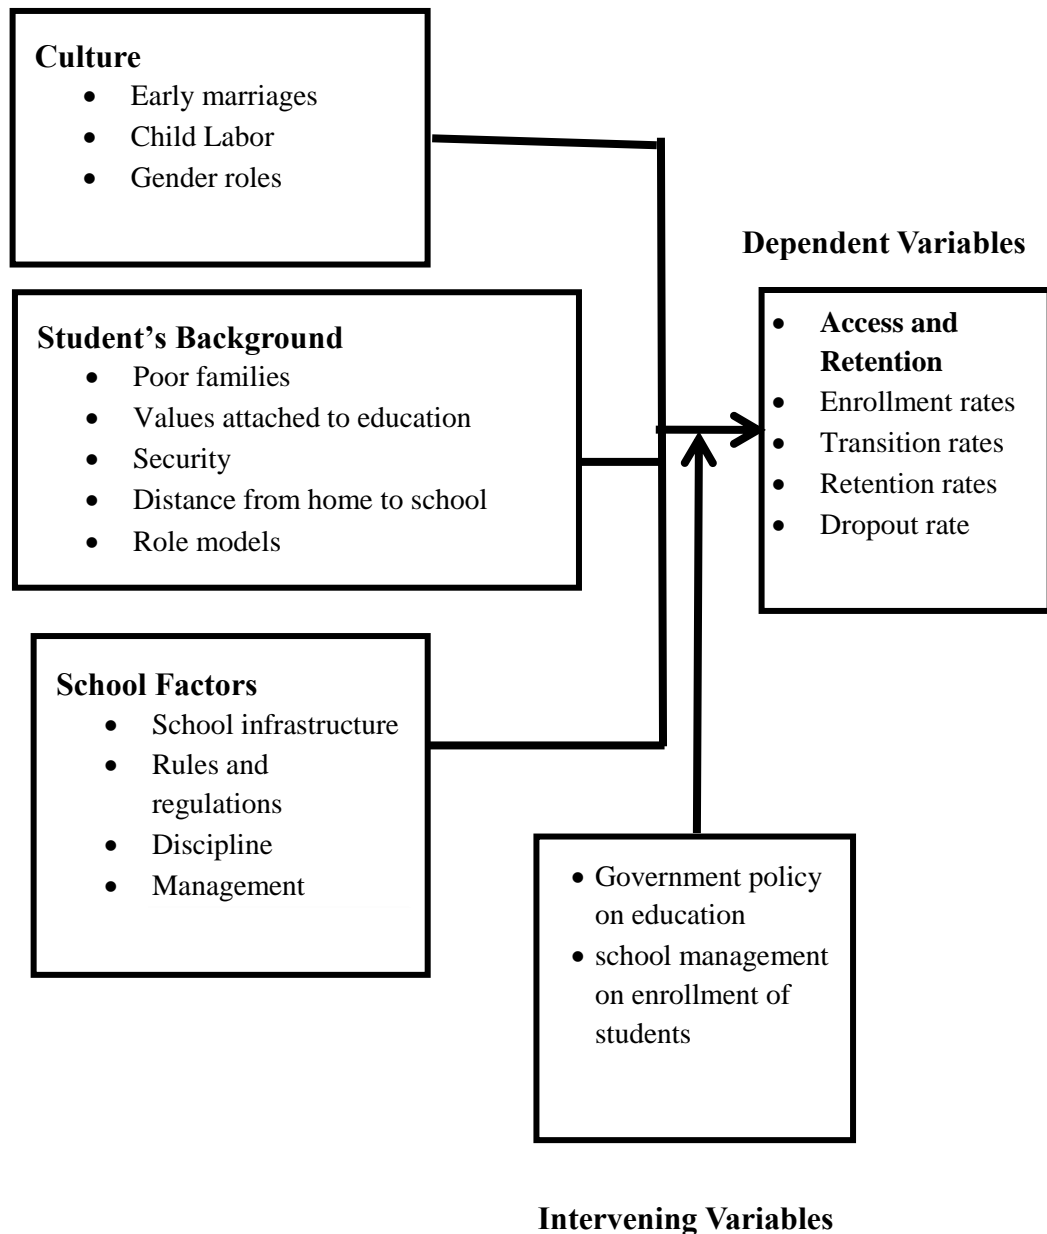 Culture
• Early marriages
• Child Labor
• Gender roles
Student’s Background
• Poor families
• Values attached to education
• Security
• Distance from home to school
• Role models
School Factors
• School infrastructure
• Rules and
regulations
• Discipline
• Management
Dependent Variables
• Access and
Retention
• Enrollment rates
• Transition rates
• Retention rates
• Dropout rate
• Government policy
on education
• school management
on enrollment of
students
Intervening Variables